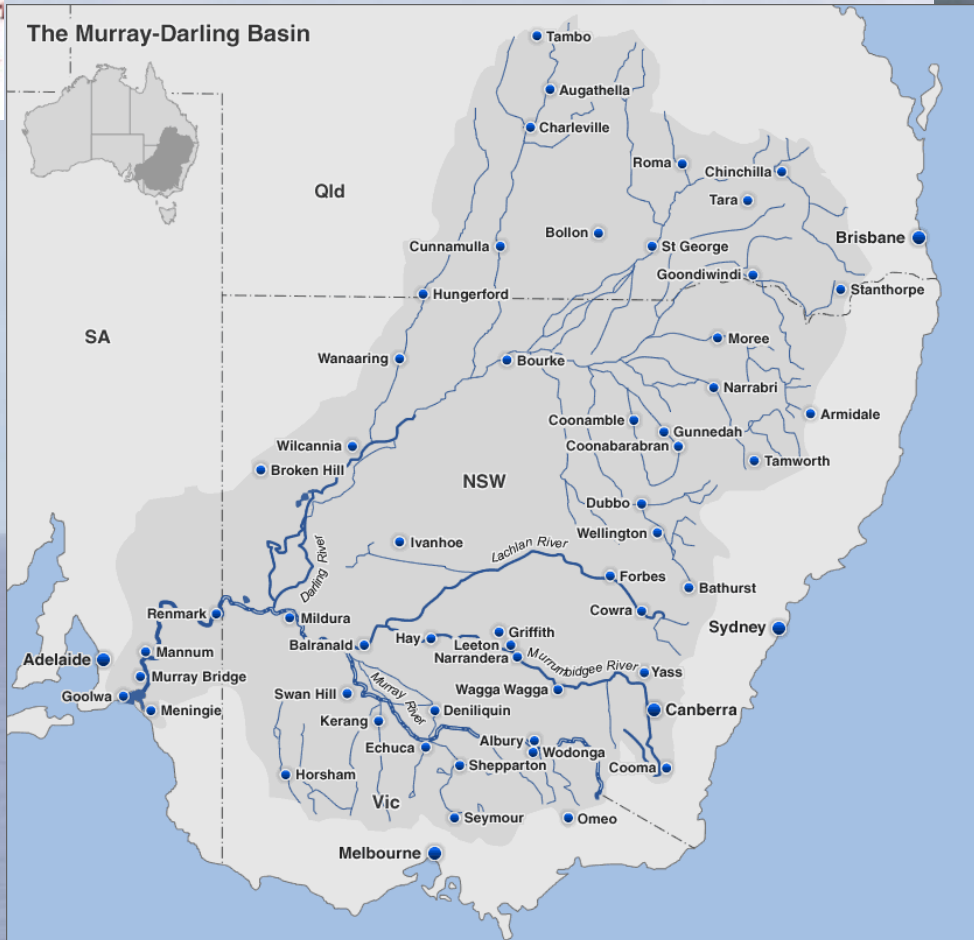 The Murray-Darling Basin
Tambo
Augathella
Charleville
Roma
Chinchilla
Qld
Tara
Bollon
Brisbane
Cunnamulla
St George
Goondiwindi
Stanthorpe
Hungerford
SA
Moree
Wanaaring
Bourke
Narrabri
Armidale
Coonamble
Gunnedah
Wilcannia
Coonabarabran
Tamworth
Broken Hill
NSW
Dubbo
Wellington
Ivanhoe
Lachlan River
Darling River
Forbes
Bathurst
Cowra
Renmark
Mildura
Sydney
Hay
Griffith
Balranald
Leeton
Mannum
Narrandera
Murrumbidgee River
Adelaide
Yass
Murray Bridge
Murray River
Goolwa
Swan Hill
Wagga Wagga
Meningie
Deniliquin
Canberra
Kerang
Echuca
Albury
Wodonga
Shepparton
Cooma
Horsham
Vic
Seymour
Omeo
Melbourne